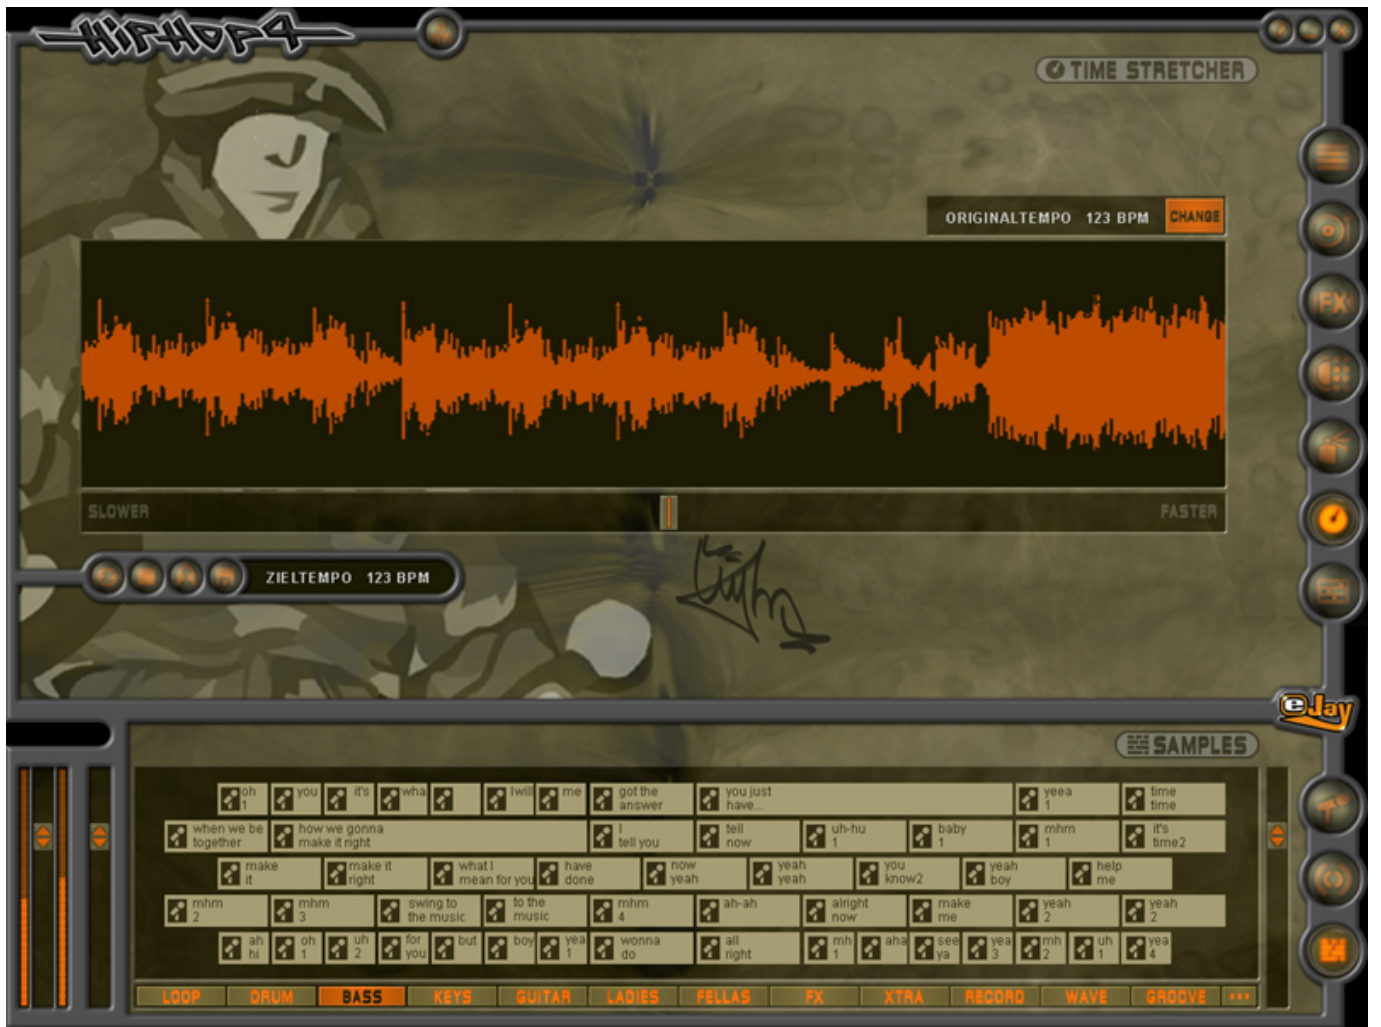 HIPHOP4
TIME STRETCHER
ORIGINALTEMPO 123 BPM CHANGE
FX
SLOWER FASTER
ZIELTEMPO 123 BPM
eJay
SAMPLES
oh 1 you it's wha Iwill me got the answer you just have... yeea 1 time time
when we be together how we gonna make it right I tell you tell now uh-hu 1 baby 1 mhm 1 it's time2
make it make it right what I mean for you have done now yeah yeah yeah you know2 yeah boy help me
mhm 2 mhm 3 swing to the music to the music mhm 4 ah-ah alright now make me yeah 2 yeah 2
ah hi oh 1 uh 2 for you but boy yea 1 wonna do all right mh 1 aha see ya yea 3 mh 2 uh 1 yea 4
LOOP DRUM BASS KEYS GUITAR LADIES FELLAS FX XTRA RECORD WAVE GROOVE ...